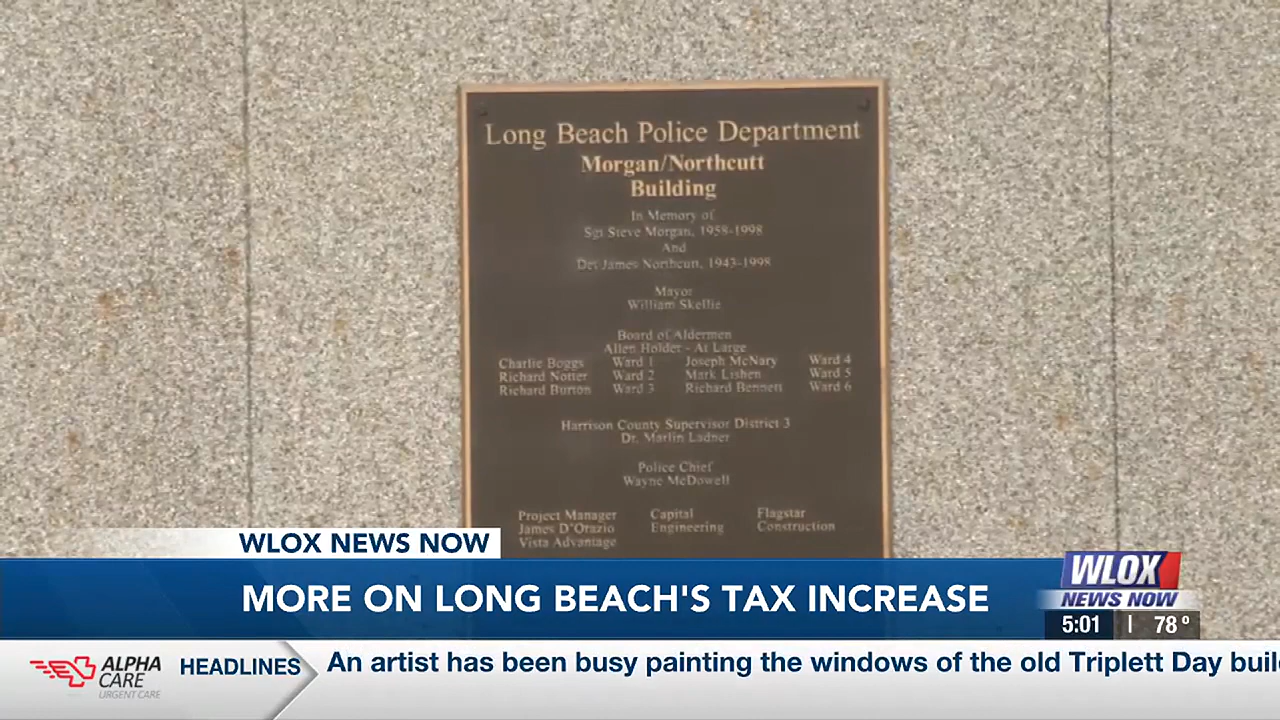 Long Beach Police Department
Morgan/Northcutt
Building
In Memory of
Sgt Steve Morgan, 1958-1998
And
Det James Northcutt, 1943-1998
Mayor
William Skellie
Board of Aldermen
Allen Holder - At Large
Charlie Boggs Ward 1 Joseph McNary Ward 4
Richard Notter Ward 2 Mark Lishen Ward 5
Richard Burton Ward 3 Richard Bennett Ward 6
Harrison County Supervisor District 3
Dr. Marlin Ladner
Police Chief
Wayne McDowell
Project Manager Capital Flagstar
James D'Orazio Engineering Construction
Vista Advantage
WLOX NEWS NOW
MORE ON LONG BEACH'S TAX INCREASE
WLOX
NEWS NOW
5:01 | 78°
ALPHA
CARE
URGENT CARE
HEADLINES
An artist has been busy painting the windows of the old Triplett Day buil